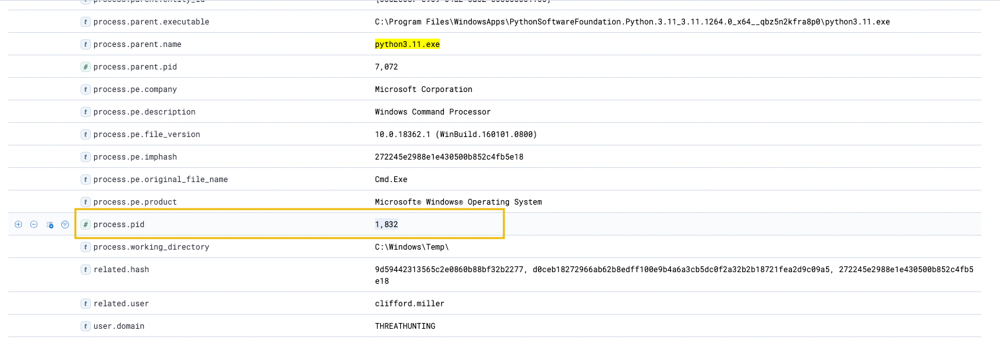 process.parent.executable C:\Program Files\WindowsApps\PythonSoftwareFoundation.Python.3.11_3.11.1264.0_x64__qbz5n2kfra8p0\python3.11.exe
t process.parent.name python3.11.exe
# process.parent.pid 7,072
t process.pe.company Microsoft Corporation
t process.pe.description Windows Command Processor
t process.pe.file_version 10.0.18362.1 (WinBuild.160101.0800)
t process.pe.imphash 272245e2988e1e430500b852c4fb5e18
t process.pe.original_file_name Cmd.Exe
t process.pe.product Microsoft® Windows® Operating System
# process.pid 1,832
t process.working_directory C:\Windows\Temp\
t related.hash 9d59442313565c2e0860b88bf32b2277, d0ceb18272966ab62b8edff100e9b4a6a3cb5dc0f2a32b2b18721fea2d9c09a5, 272245e2988e1e430500b852c4fb5
e18
t related.user clifford.miller
t user.domain THREATHUNTING